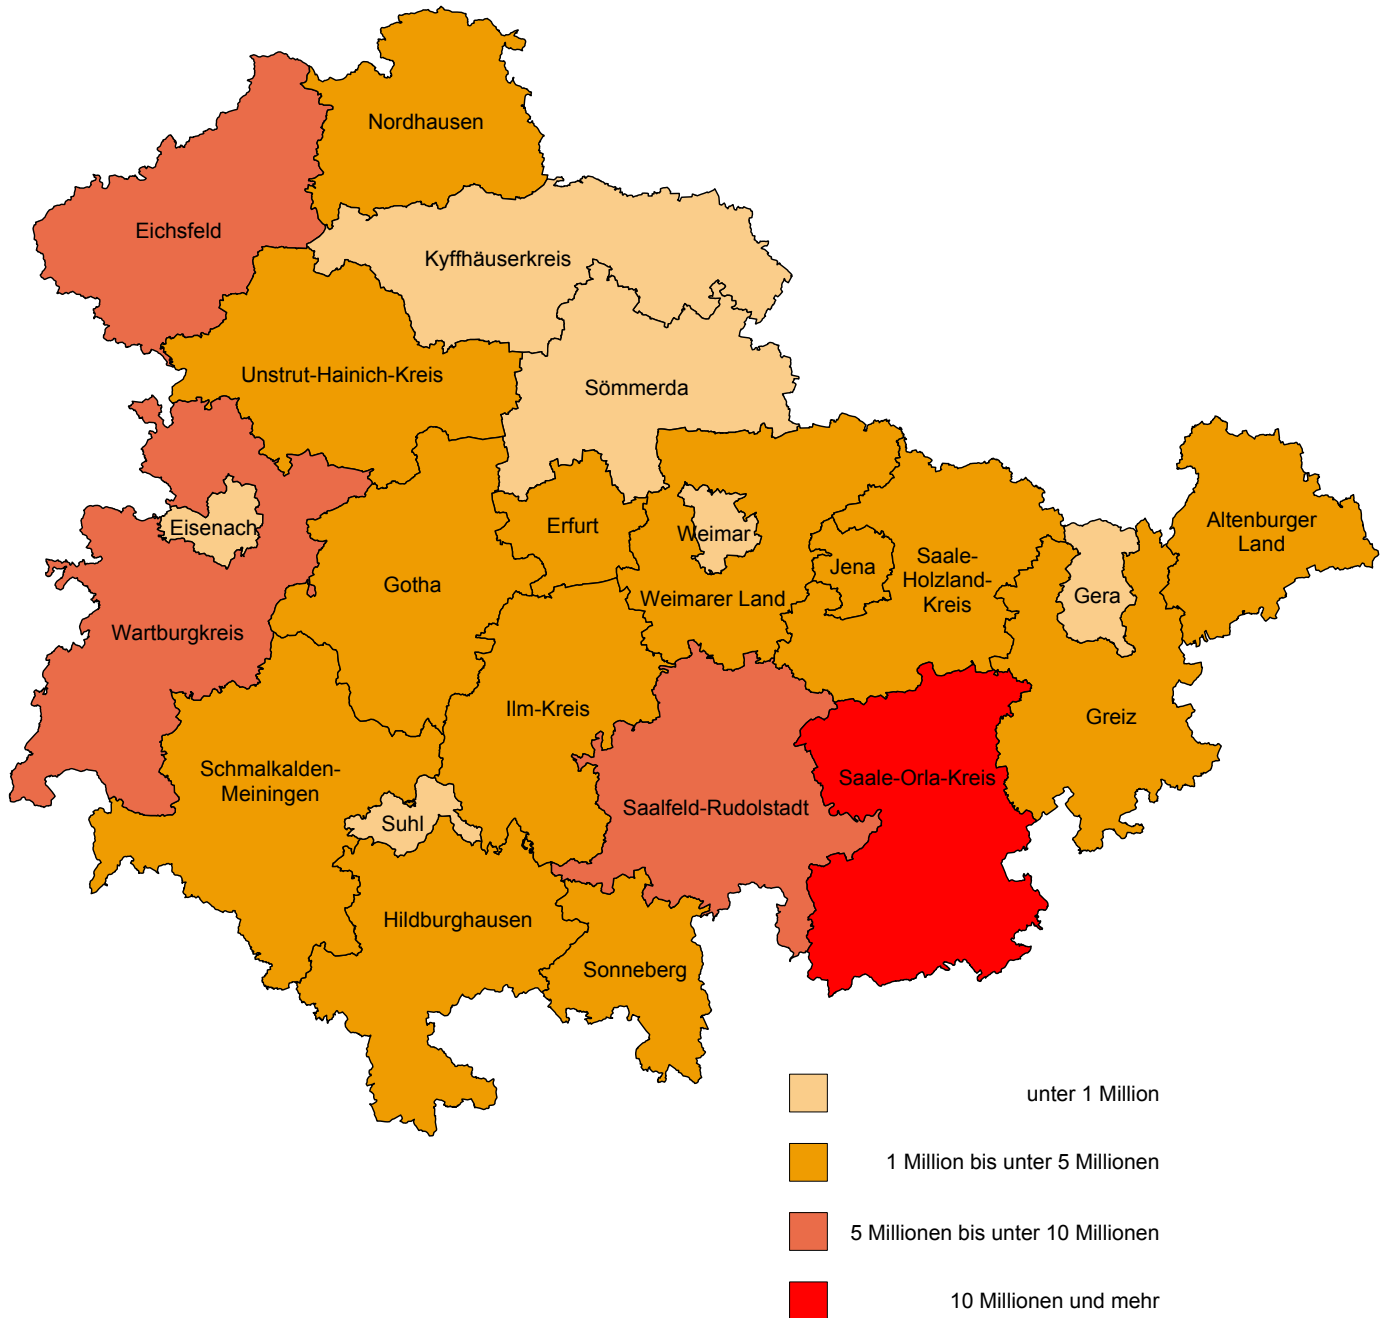 Nordhausen
Eichsfeld
Kyffhäuserkreis
Unstrut-Hainich-Kreis
Sömmerda
Eisenach
Erfurt
Weimar
Altenburger
Land
Gotha
Jena
Saale-
Holzland-
Kreis
Weimarer Land
Gera
Wartburgkreis
Ilm-Kreis
Greiz
Schmalkalden-
Meiningen
Saale-Orla-Kreis
Saalfeld-Rudolstadt
Suhl
Hildburghausen
Sonneberg
unter 1 Million
1 Million bis unter 5 Millionen
5 Millionen bis unter 10 Millionen
10 Millionen und mehr